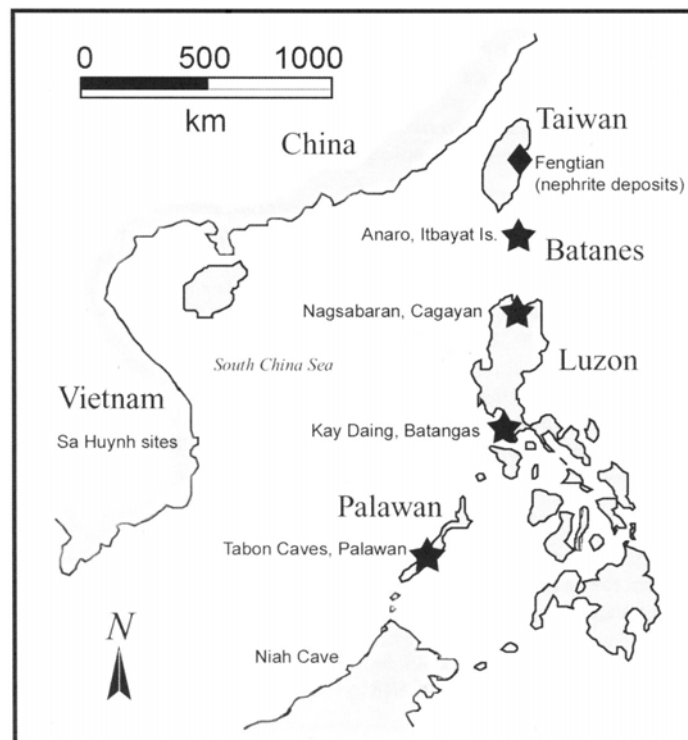 0 500 1000
km
China
Taiwan
Fengtian
(nephrite deposits)
Anaro, Itbayat Is.
Batanes
Nagsabaran, Cagayan
Luzon
South China Sea
Vietnam
Sa Huynh sites
Kay Daing, Batangas
Palawan
Tabon Caves, Palawan
N
Niah Cave